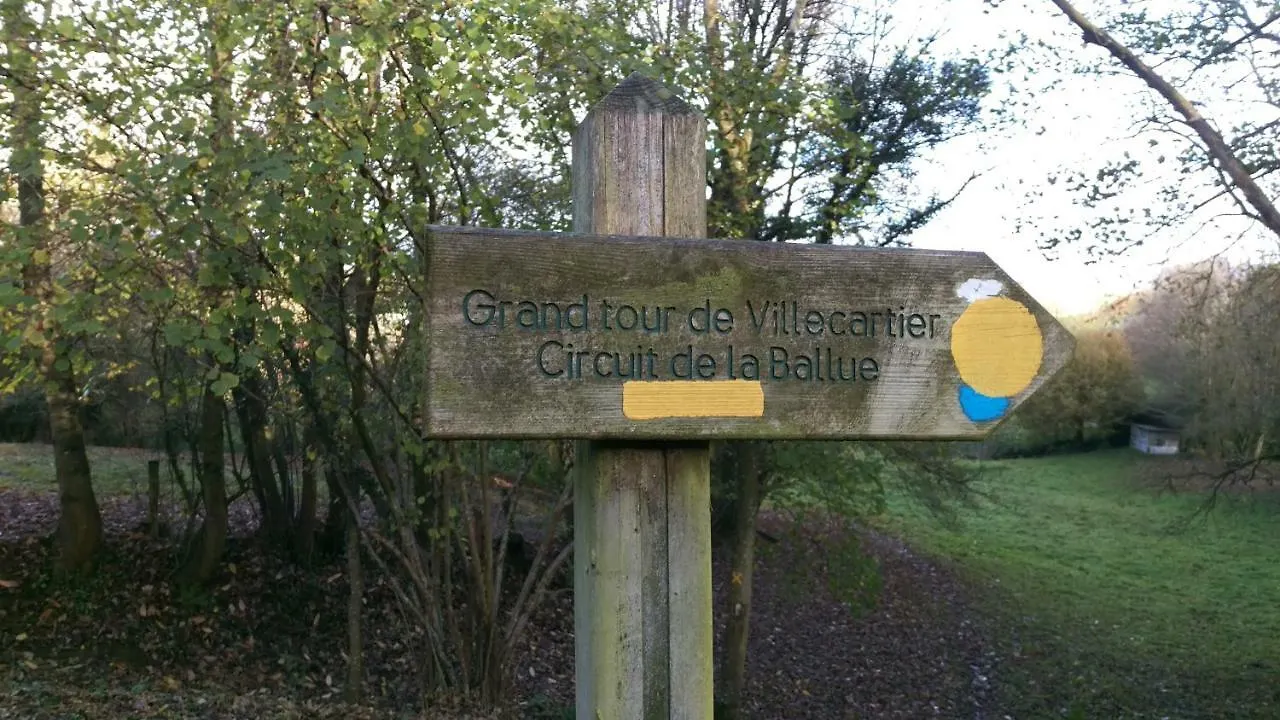 Grand tour de Villecartier
Circuit de la Ballue